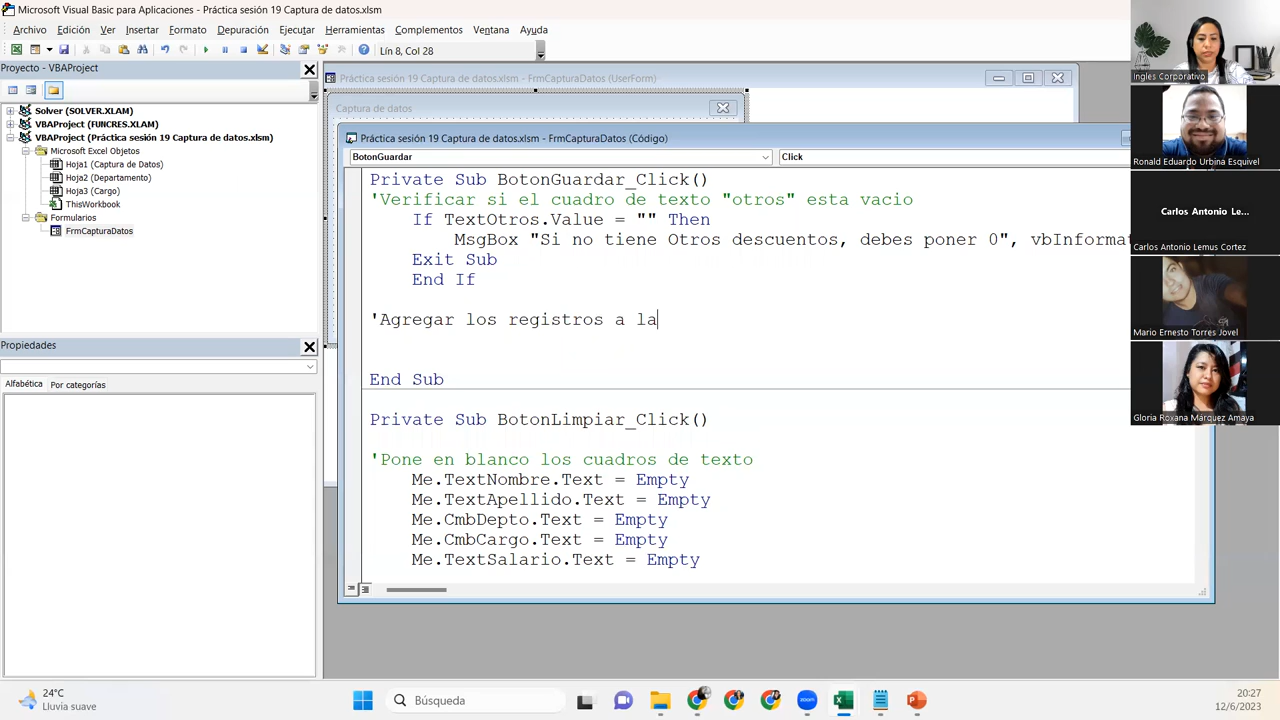 Microsoft Visual Basic para Aplicaciones - Práctica sesión 19 Captura de datos.xlsm
Archivo Edición Ver Insertar Formato Depuración Ejecutar Herramientas Complementos Ventana Ayuda
Lín 8, Col 28
Proyecto - VBAProject
Solver (SOLVER.XLAM)
VBAProject (FUNCRES.XLAM)
VBAProject (Práctica sesión 19 Captura de datos.xlsm)
Microsoft Excel Objetos
Hoja1 (Captura de Datos)
Hoja2 (Departamento)
Hoja3 (Cargo)
ThisWorkbook
Formularios
FrmCapturaDatos
Propiedades
Alfabética Por categorías
Práctica sesión 19 Captura de datos.xlsm - FrmCapturaDatos (UserForm)
Captura de datos
Práctica sesión 19 Captura de datos.xlsm - FrmCapturaDatos (Código)
BotonGuardar Click
Private Sub BotonGuardar_Click()
'Verificar si el cuadro de texto "otros" esta vacio
If TextOtros.Value = "" Then
MsgBox "Si no tiene Otros descuentos, debes poner 0", vbInformat
Exit Sub
End If
'Agregar los registros a la
End Sub
Private Sub BotonLimpiar_Click()
'Pone en blanco los cuadros de texto
Me.TextNombre.Text = Empty
Me.TextApellido.Text = Empty
Me.CmbDepto.Text = Empty
Me.CmbCargo.Text = Empty
Me.TextSalario.Text = Empty
Ingles Corporativo
Ronald Eduardo Urbina Esquivel
Carlos Antonio Le...
Carlos Antonio Lemus Cortez
Mario Ernesto Torres Jovel
Gloria Roxana Márquez Amaya
24°C
Lluvia suave
Búsqueda
zoom
20:27
12/6/2023